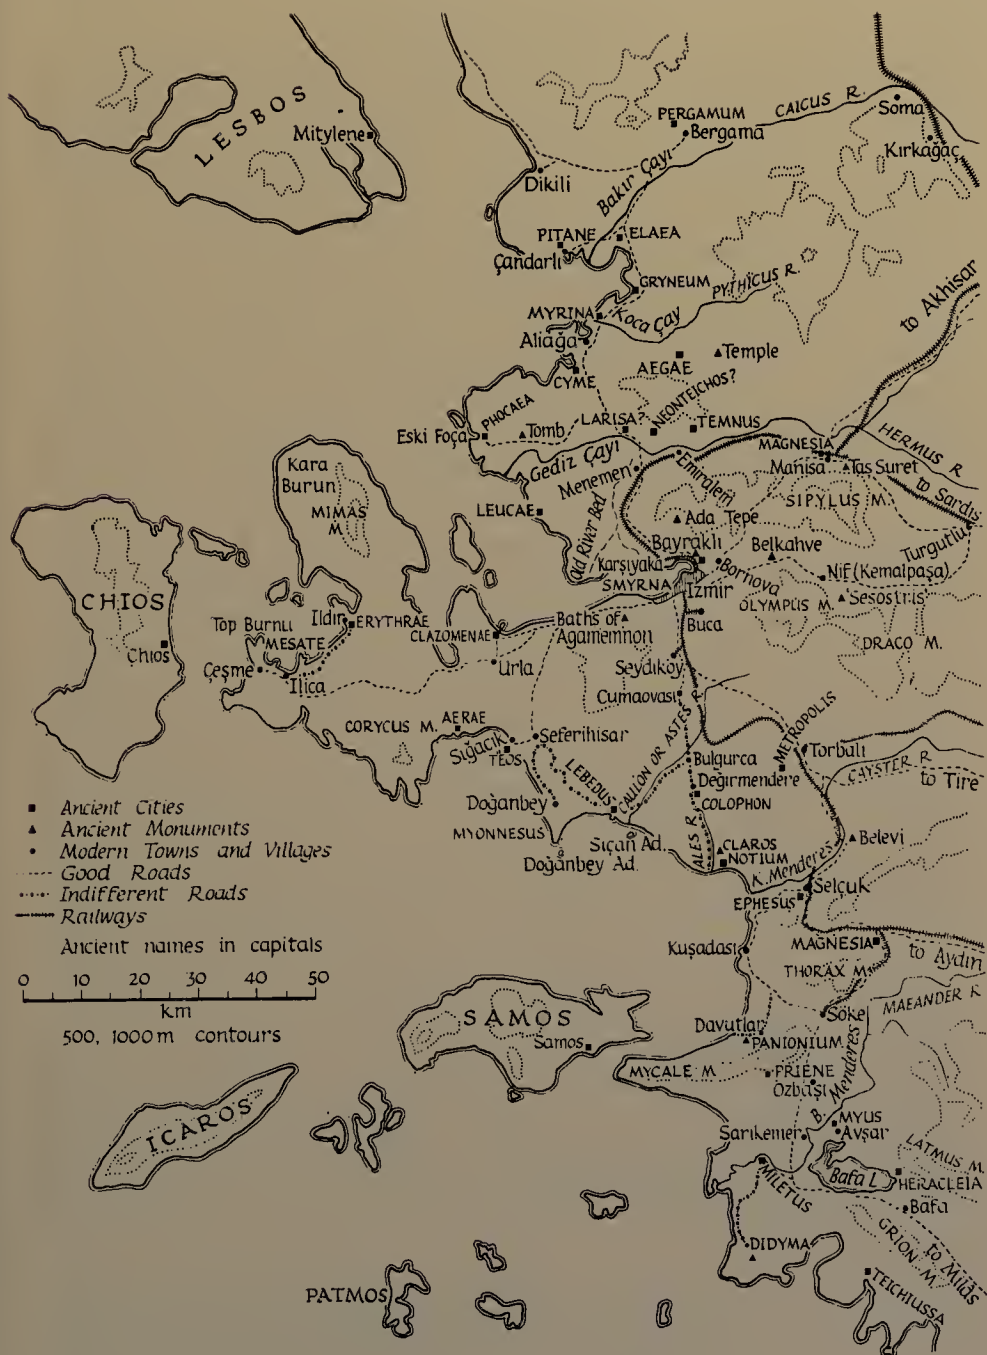 LESBOS
Mitylene
PERGAMUM
Bergama
CAICUS R.
Soma
Kırkağaç
Dikili
Bakır Çayı
PITANE
ELAEA
Çandarlı
GRYNEUM
PYTHICUS R.
MYRINA
Koca Çay
to Akhisar
Aliağa
AEGAE
Temple
CYME
PHOCAEA
LARISA?
NEONTEICHOS?
TEMNUS
Eski Foça
Tomb
MAGNESIA
HERMUS R.
Gediz Çayı
Emiralem
Manisa
Taş Suret
to Sardis
Menemen
Kara
Burun
MIMAS
M.
SIPYLUS M.
LEUCAE
Old River Bed
Ada Tepe
Turgutlu
Bayraklı
Belkahve
Karşıyaka
Bornova
Nif (Kemalpaşa)
SMYRNA
Izmir
OLYMPUS M.
Sesostris
CHIOS
Top Burnu
Ildır
ERYTHRAE
CLAZOMENAE
Baths of
Agamemnon
Buca
DRACO M.
MESATE
Chios
Çeşme
Ilıca
Urla
Seydiköy
Cumaovası
CORYCUS M.
AERAE
Sığacık
TEOS
Seferihisar
CAULON OR ASTES R.
METROPOLIS
Torbalı
LEBEDUS
Bulgurca
Değirmendere
COLOPHON
CAYSTER R.
to Tire
Doğanbey
MYONNESUS
Sıçan Ad.
Doğanbey Ad.
ALES R.
CLAROS
NOTIUM
Belevi
K. Menderes
Selçuk
EPHESUS
Ancient Cities
Ancient Monuments
Modern Towns and Villages
Good Roads
Indifferent Roads
Railways
Ancient names in capitals
0 10 20 30 40 50
km
500, 1000m contours
Kuşadası
MAGNESIA
to Aydın
THORAX M.
MAEANDER R.
SAMOS
Samos
Davutlar
Söke
PANIONIUM
MYCALE M.
PRIENE
Özbaşı
B. Menderes
ICAROS
MYUS
Avşar
Sarıkemer
LATMUS M.
Bafa L.
HERACLEIA
MILETUS
Bafa
GRION M.
to Milâs
DIDYMA
PATMOS
TEICHIUSSA